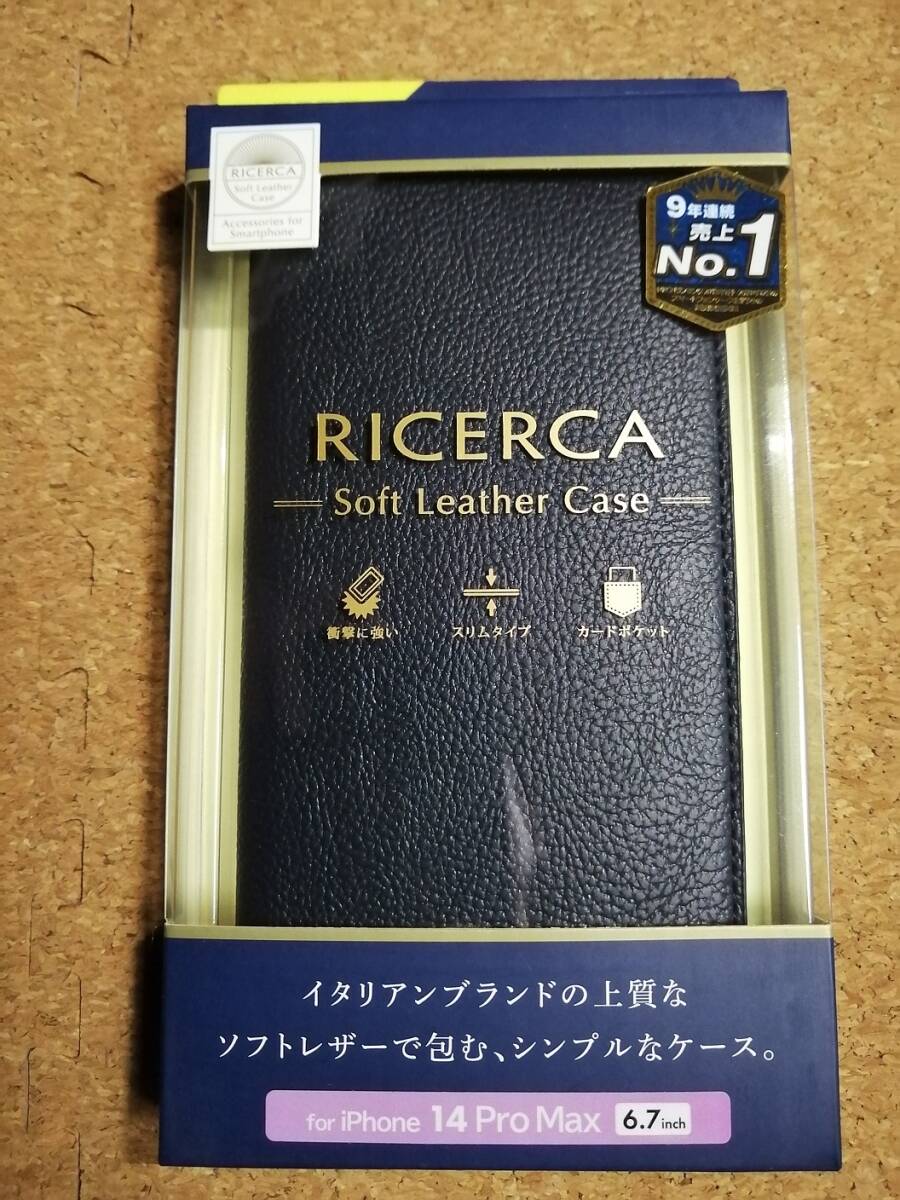 RICERCA
Soft Leather
Case
Accessories for
Smartphone
9年連続
売上
No.1
RICERCA
Soft Leather Case
衝撃に強い
スリムタイプ
カードポケット
イタリアンブランドの上質な
ソフトレザーで包む、シンプルなケース。
for iPhone 14 Pro Max 6.7inch